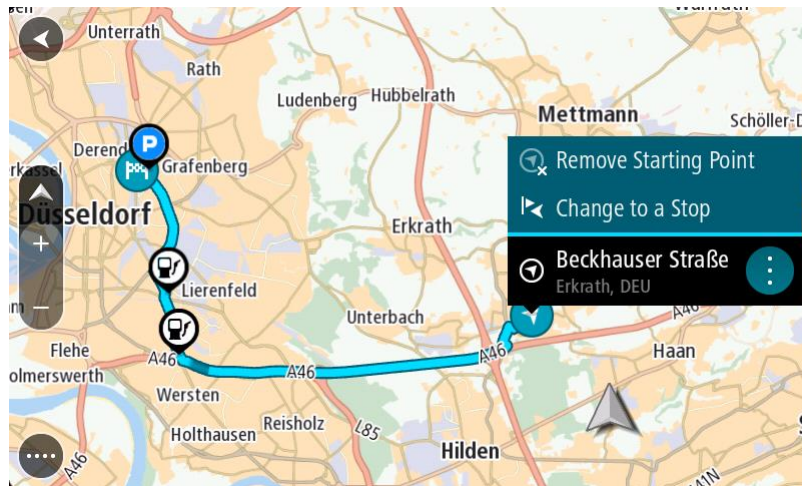 Unterrath
Rath
Ludenberg
Hubbelrath
Mettmann
Schöller-D
Derend
P
Grafenberg
Remove Starting Point
Change to a Stop
Düsseldorf
Erkrath
Beckhauser Straße
Erkrath, DEU
+
Lierenfeld
−
Unterbach
A46
Flehe
A46
A46
A46
Haan
olmerswerth
Wersten
Holthausen
Reisholz
L85
Hilden
A46